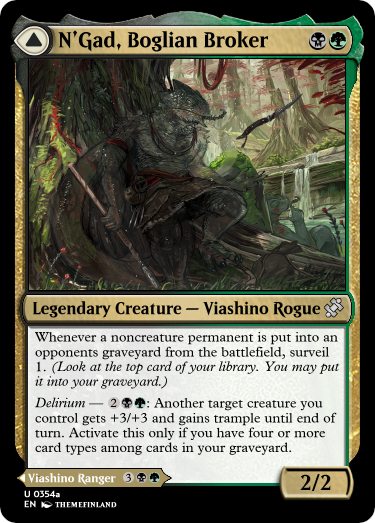 N'Gad, Boglian Broker
Legendary Creature — Viashino Rogue
Whenever a noncreature permanent is put into an
opponents graveyard from the battlefield, surveil
1. (Look at the top card of your library. You may
put it into your graveyard.)
Delirium — 2: Another target creature you
control gets +3/+3 and gains trample until end of
turn. Activate this only if you have four or more
card types among cards in your graveyard.
Viashino Ranger 3
2/2
U 0354a
EN THEMEFINLAND